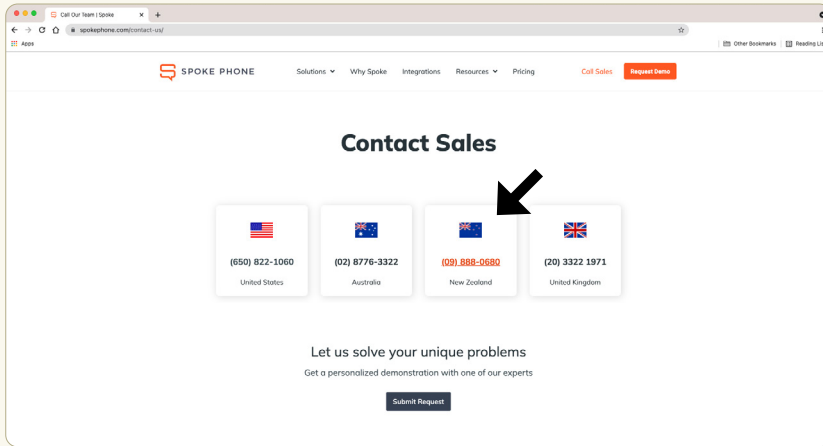 Call Our Team | Spoke
spokephone.com/contact-us/
Apps
Other Bookmarks
Reading Lis
SPOKE PHONE
Solutions
Why Spoke
Integrations
Resources
Pricing
Call Sales
Request Demo
Contact Sales
(650) 822-1060
(02) 8776-3322
(09) 888-0680
(20) 3322 1971
United States
Australia
New Zealand
United Kingdom
Let us solve your unique problems
Get a personalized demonstration with one of our experts
Submit Request